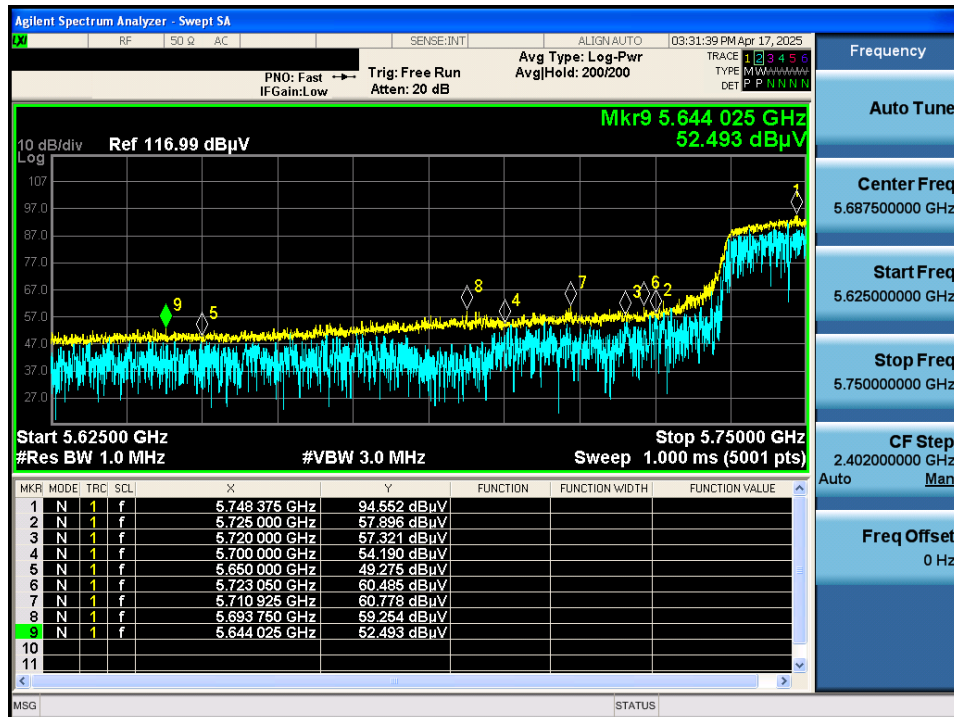 Agilent Spectrum Analyzer - Swept SA
LXI RF 50 Ω AC SENSE:INT ALIGN AUTO 03:31:39 PM Apr 17, 2025
PNO: Fast Trig: Free Run Avg Type: Log-Pwr TRACE 1 2 3 4 5 6
IFGain:Low Atten: 20 dB Avg|Hold: 200/200 TYPE M W W W W W
DET P P N N N N
Mkr9 5.644 025 GHz
52.493 dBµV
10 dB/div Ref 116.99 dBµV
Log
107
97.0
87.0
77.0
67.0
57.0
47.0
37.0
27.0
9 5 8 4 7 3 6 2 1
Start 5.62500 GHz Stop 5.75000 GHz
#Res BW 1.0 MHz #VBW 3.0 MHz Sweep 1.000 ms (5001 pts)
MKR MODE TRC SCL X Y FUNCTION FUNCTION WIDTH FUNCTION VALUE
1 N 1 f 5.748 375 GHz 94.552 dBµV
2 N 1 f 5.725 000 GHz 57.896 dBµV
3 N 1 f 5.720 000 GHz 57.321 dBµV
4 N 1 f 5.700 000 GHz 54.190 dBµV
5 N 1 f 5.650 000 GHz 49.275 dBµV
6 N 1 f 5.723 050 GHz 60.485 dBµV
7 N 1 f 5.710 925 GHz 60.778 dBµV
8 N 1 f 5.693 750 GHz 59.254 dBµV
9 N 1 f 5.644 025 GHz 52.493 dBµV
10
11
MSG STATUS
Frequency
Auto Tune
Center Freq
5.687500000 GHz
Start Freq
5.625000000 GHz
Stop Freq
5.750000000 GHz
CF Step
2.402000000 GHz
Auto Man
Freq Offset
0 Hz